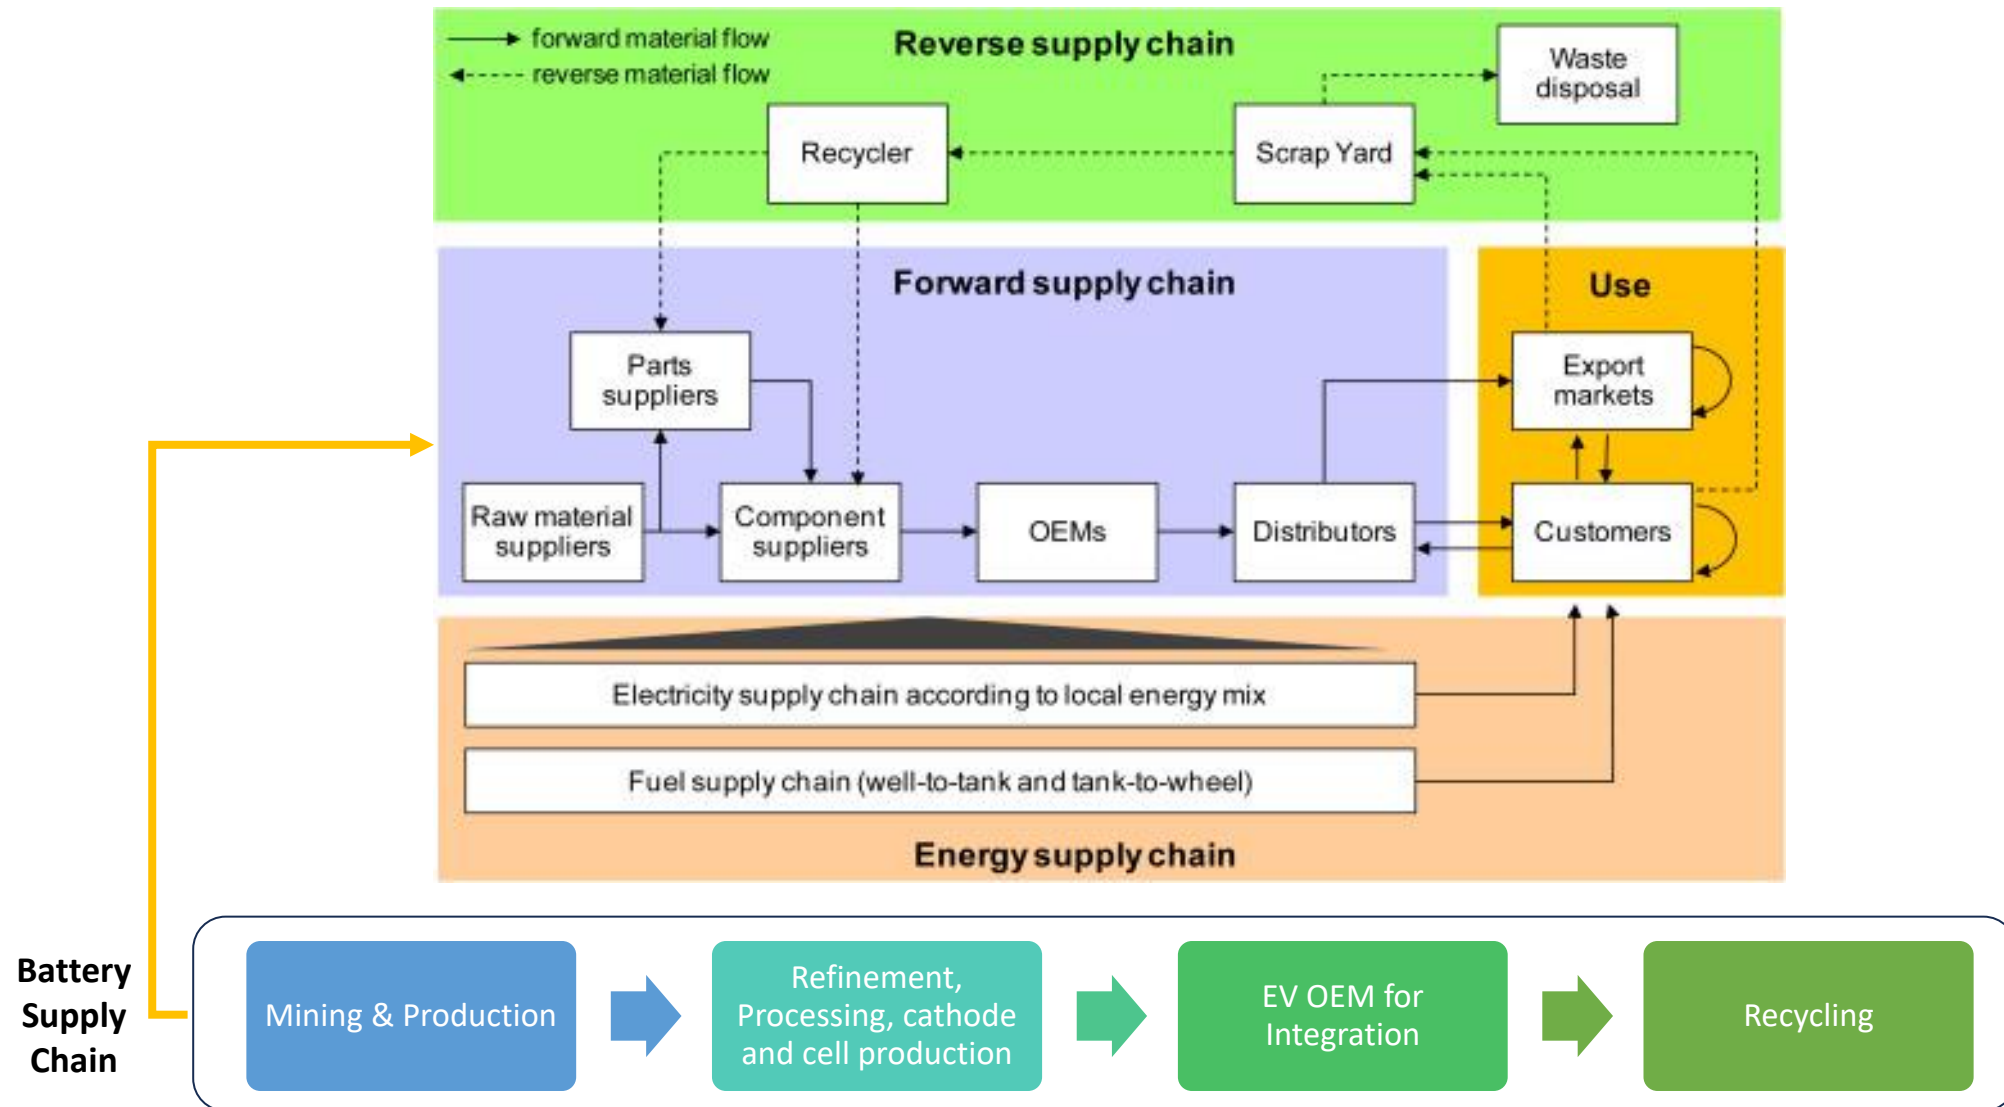 forward material flow
reverse material flow
Reverse supply chain
Waste
disposal
Recycler
Scrap Yard
Forward supply chain
Use
Parts
suppliers
Export
markets
Raw material
suppliers
Component
suppliers
OEMs
Distributors
Customers
Electricity supply chain according to local energy mix
Fuel supply chain (well-to-tank and tank-to-wheel)
Energy supply chain
Battery
Supply
Chain
Mining & Production
Refinement,
Processing, cathode
and cell production
EV OEM for
Integration
Recycling